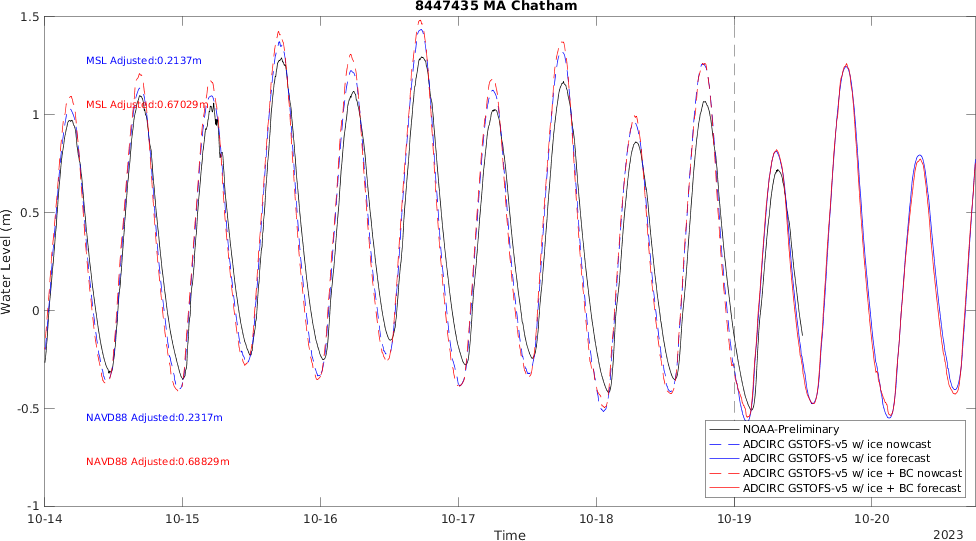 8447435 MA Chatham
1.5
MSL Adjusted:0.2137m
MSL Adjusted:0.67029m
1
0.5
Water Level (m)
0
-0.5
NAVD88 Adjusted:0.2317m
NAVD88 Adjusted:0.68829m
NOAA-Preliminary
ADCIRC GSTOFS-v5 w/ ice nowcast
ADCIRC GSTOFS-v5 w/ ice forecast
ADCIRC GSTOFS-v5 w/ ice + BC nowcast
ADCIRC GSTOFS-v5 w/ ice + BC forecast
-1
10-14 10-15 10-16 10-17 10-18 10-19 10-20
Time
2023